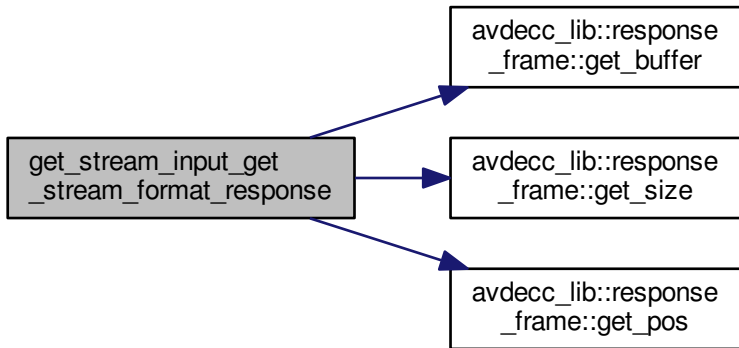 avdecc_lib::response
_frame::get_buffer
get_stream_input_get
_stream_format_response
avdecc_lib::response
_frame::get_size
avdecc_lib::response
_frame::get_pos